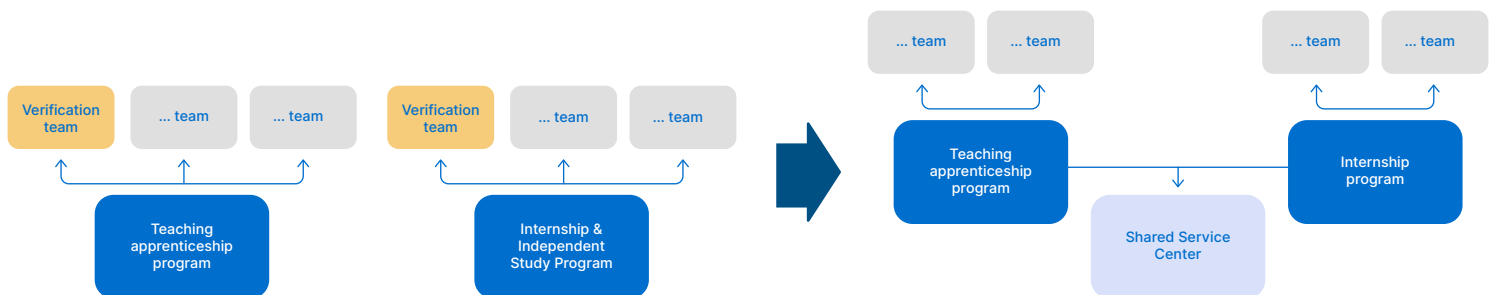 Verification
team
... team
... team
Teaching
apprenticeship
program
Verification
team
... team
... team
Internship &
Independent
Study Program
... team
... team
Teaching
apprenticeship
program
... team
... team
Internship
program
Shared Service
Center